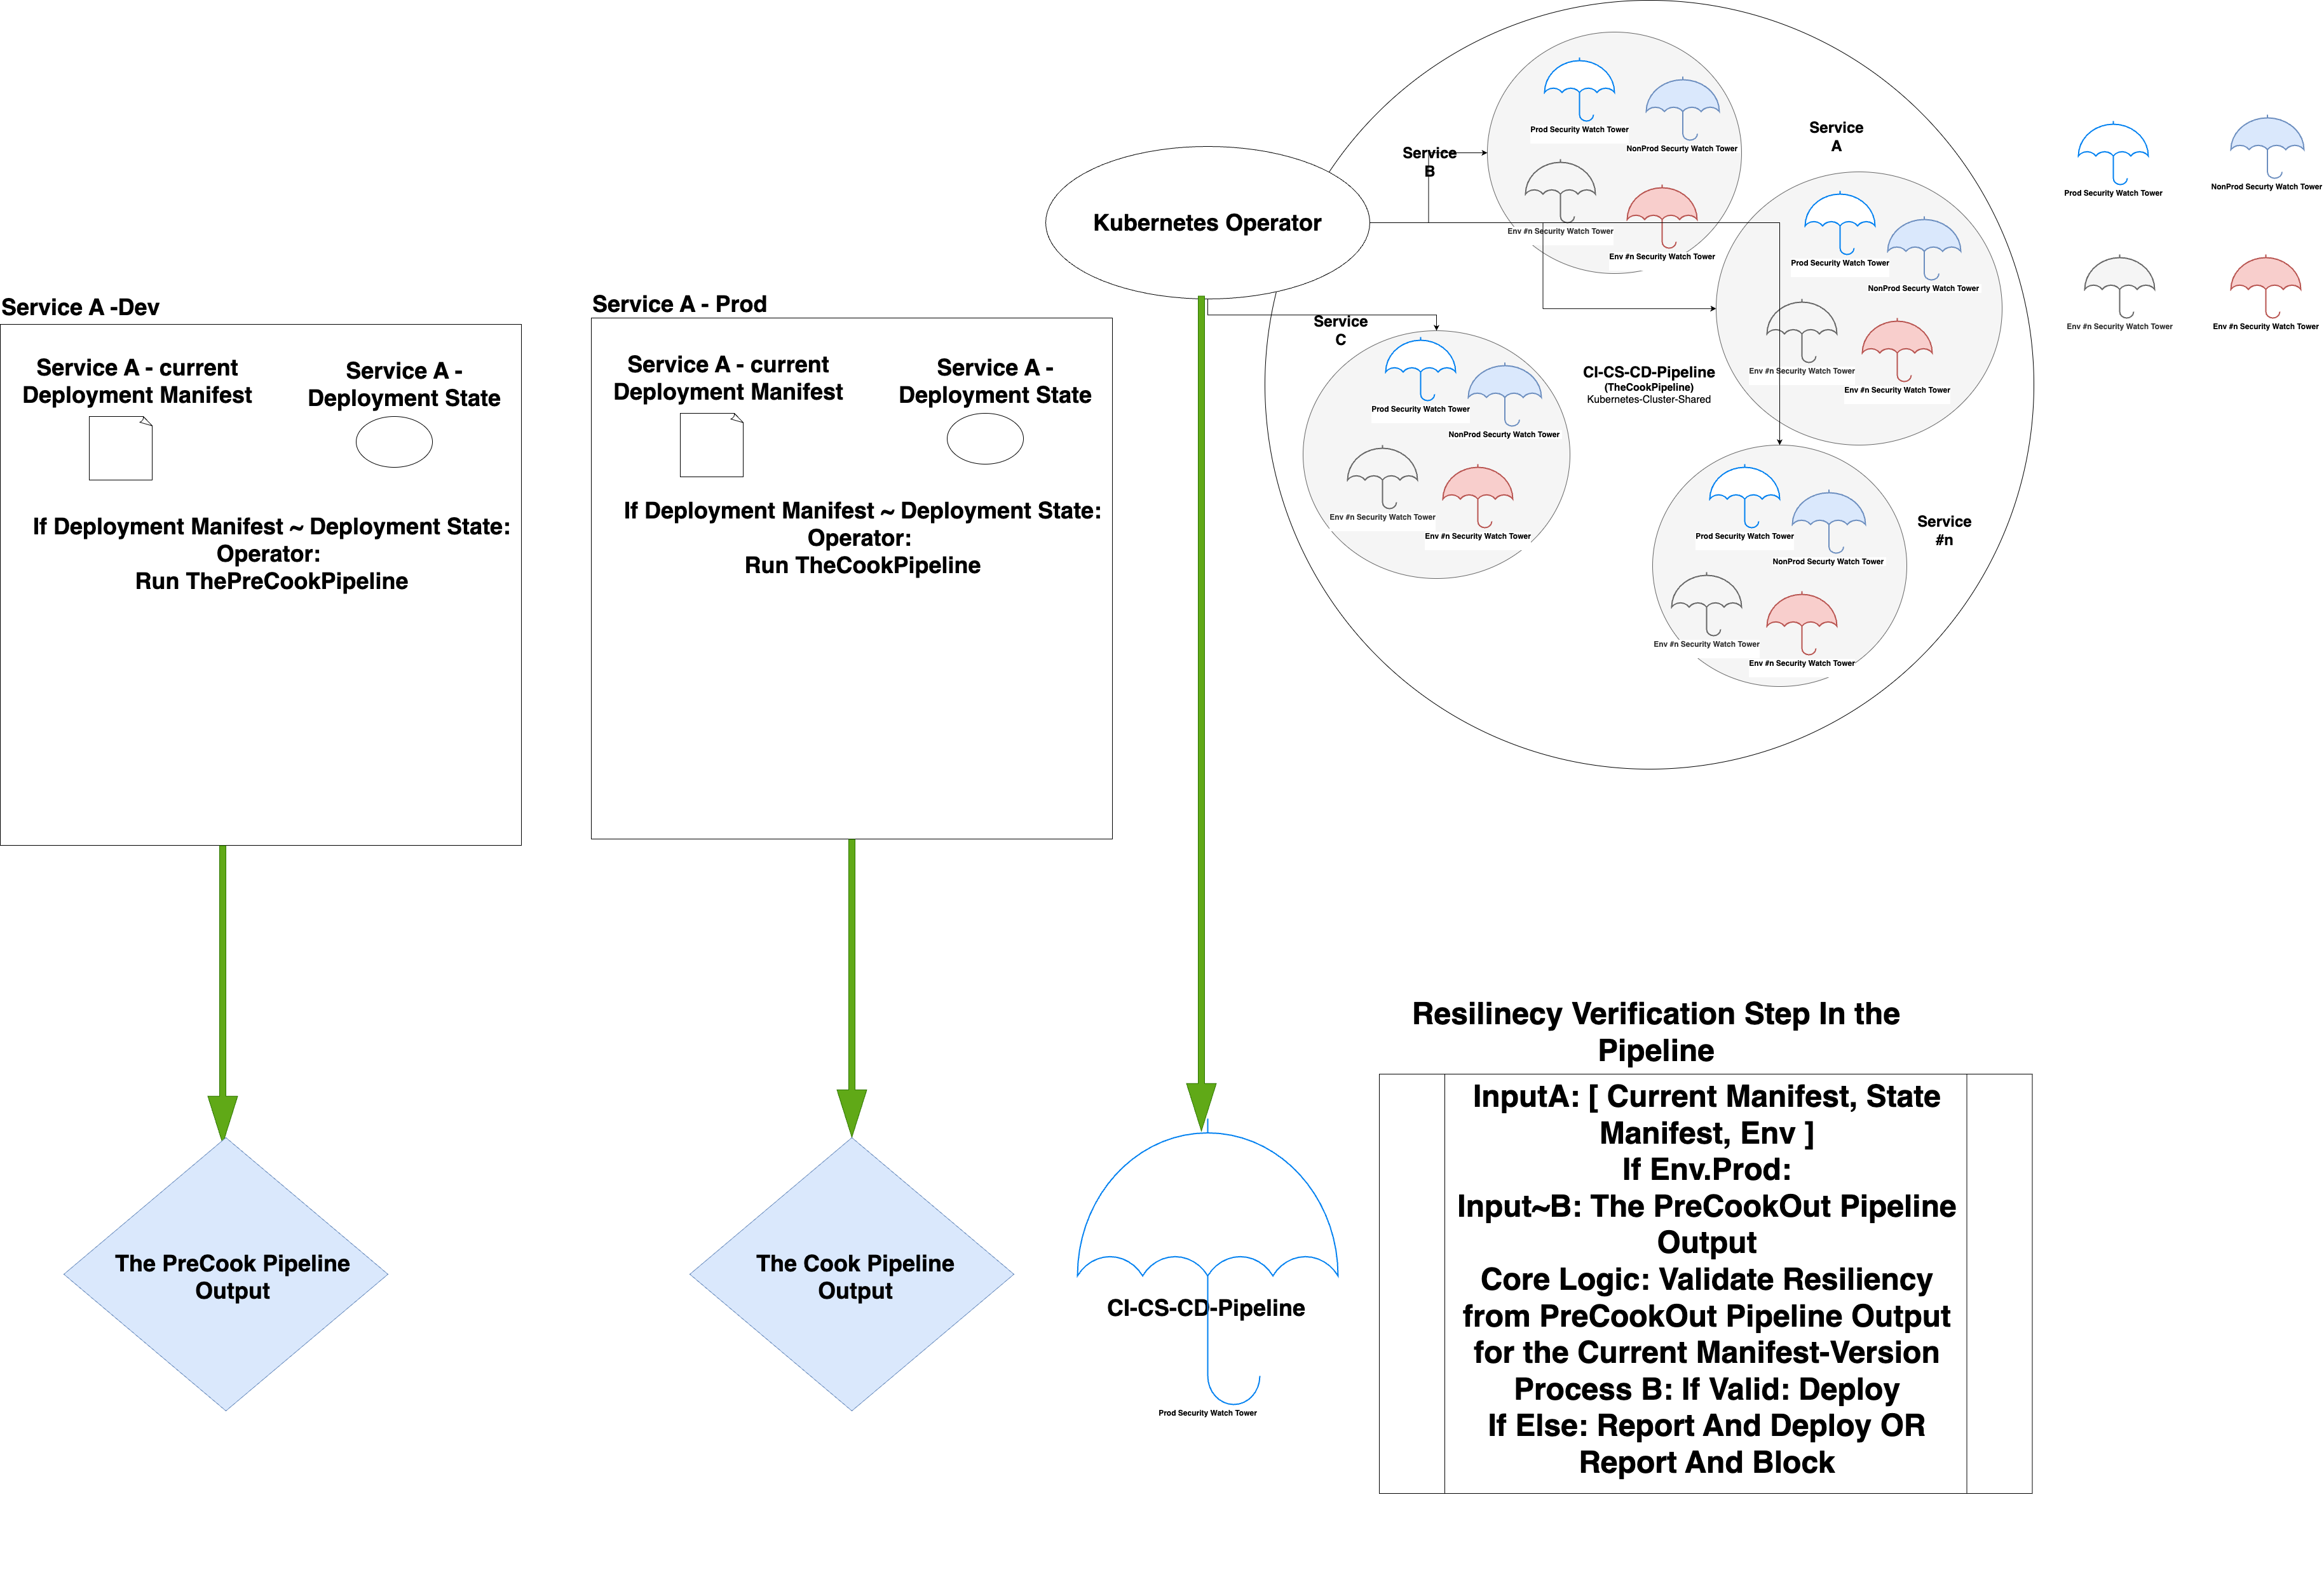 Service A -Dev
Service A - current
Deployment Manifest
Service A -
Deployment State
If Deployment Manifest ~ Deployment State:
Operator:
Run ThePreCookPipeline
The PreCook Pipeline
Output
Service A - Prod
Service A - current
Deployment Manifest
Service A -
Deployment State
If Deployment Manifest ~ Deployment State:
Operator:
Run TheCookPipeline
The Cook Pipeline
Output
Kubernetes Operator
CI-CS-CD-Pipeline
Prod Security Watch Tower
Service
B
Prod Security Watch Tower
NonProd Securty Watch Tower
Env #n Security Watch Tower
Env #n Security Watch Tower
Service
A
Prod Security Watch Tower
NonProd Securty Watch Tower
Env #n Security Watch Tower
Env #n Security Watch Tower
Service
C
Prod Security Watch Tower
NonProd Securty Watch Tower
Env #n Security Watch Tower
Env #n Security Watch Tower
CI-CS-CD-Pipeline
(TheCookPipeline)
Kubernetes-Cluster-Shared
Service
#n
Prod Security Watch Tower
NonProd Securty Watch Tower
Env #n Security Watch Tower
Env #n Security Watch Tower
Prod Security Watch Tower
NonProd Securty Watch Tower
Env #n Security Watch Tower
Env #n Security Watch Tower
Resilinecy Verification Step In the
Pipeline
InputA: [ Current Manifest, State
Manifest, Env ]
If Env.Prod:
Input~B: The PreCookOut Pipeline
Output
Core Logic: Validate Resiliency
from PreCookOut Pipeline Output
for the Current Manifest-Version
Process B: If Valid: Deploy
If Else: Report And Deploy OR
Report And Block